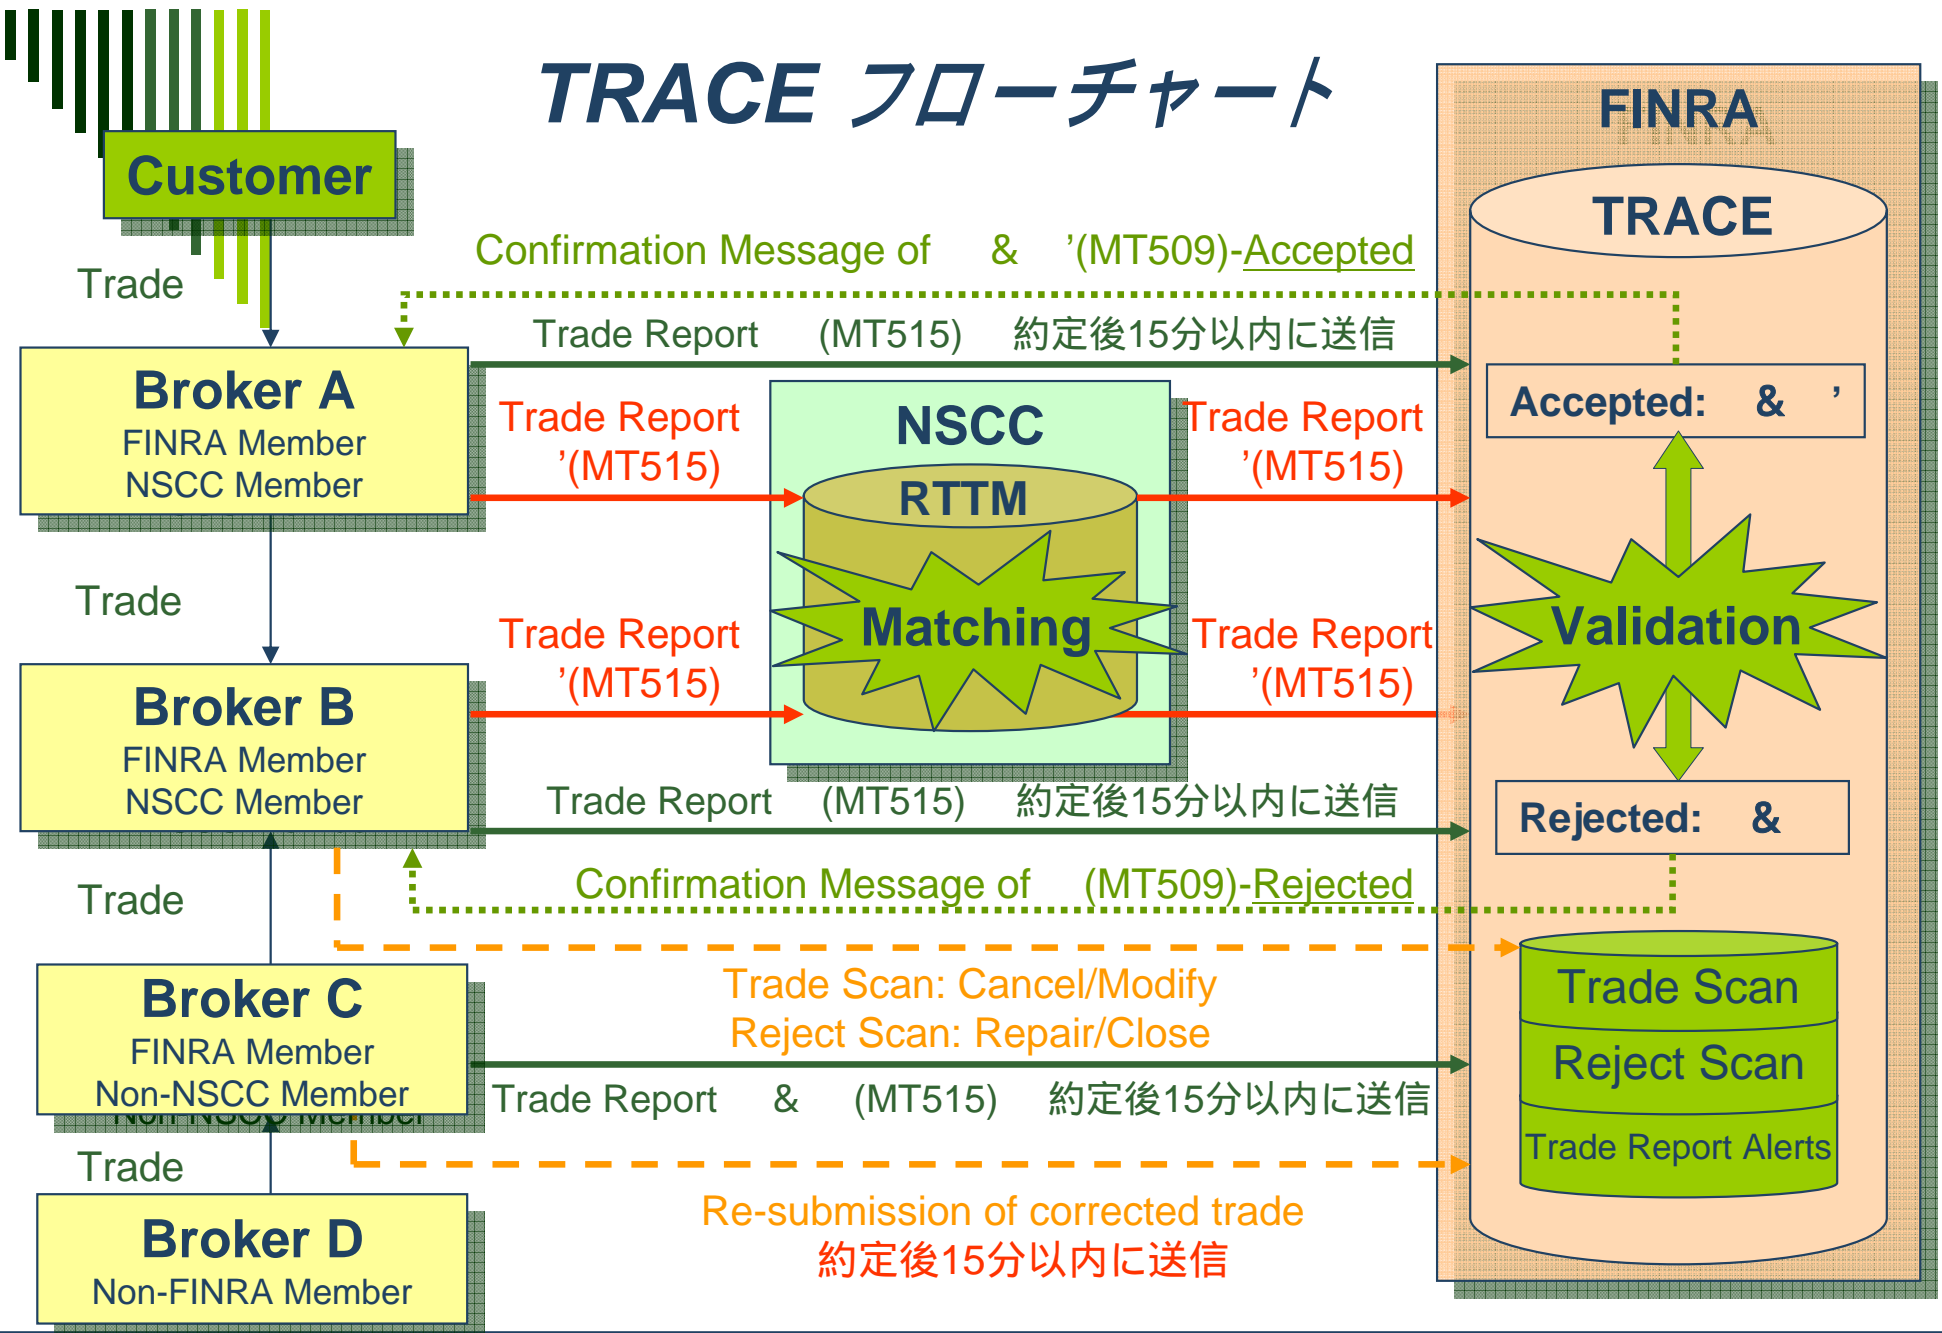 TRACE フローチャート
FINRA
Customer
TRACE
Confirmation Message of & ’(MT509)-Accepted
Trade
Trade Report (MT515) 約定後15分以内に送信
Broker A
FINRA Member
NSCC Member
Accepted: & ’
Trade Report
’(MT515)
NSCC
RTTM
Trade Report
’(MT515)
Trade
Matching
Validation
Trade Report
’(MT515)
Trade Report
’(MT515)
Broker B
FINRA Member
NSCC Member
Trade Report (MT515) 約定後15分以内に送信
Rejected: &
Confirmation Message of (MT509)-Rejected
Trade
Trade Scan: Cancel/Modify
Reject Scan: Repair/Close
Trade Scan
Reject Scan
Trade Report Alerts
Broker C
FINRA Member
Non-NSCC Member
Trade Report & (MT515) 約定後15分以内に送信
Trade
Re-submission of corrected trade
約定後15分以内に送信
Broker D
Non-FINRA Member